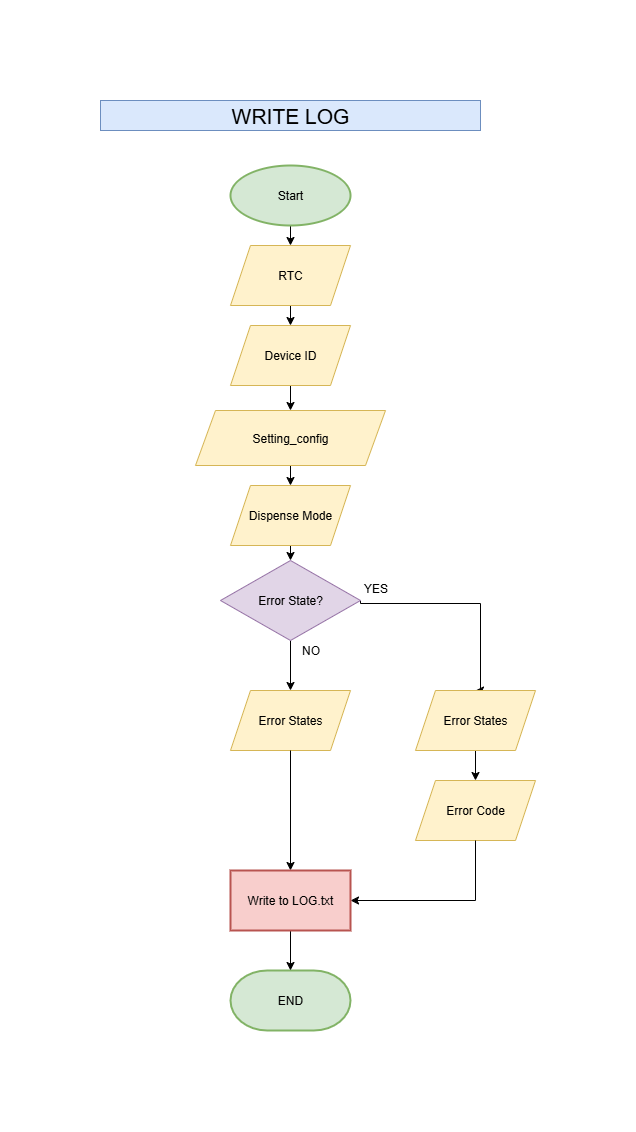 WRITE LOG
Start
RTC
Device ID
Setting_config
Dispense Mode
Error State?
YES
NO
Error States
Error States
Error Code
Write to LOG.txt
END